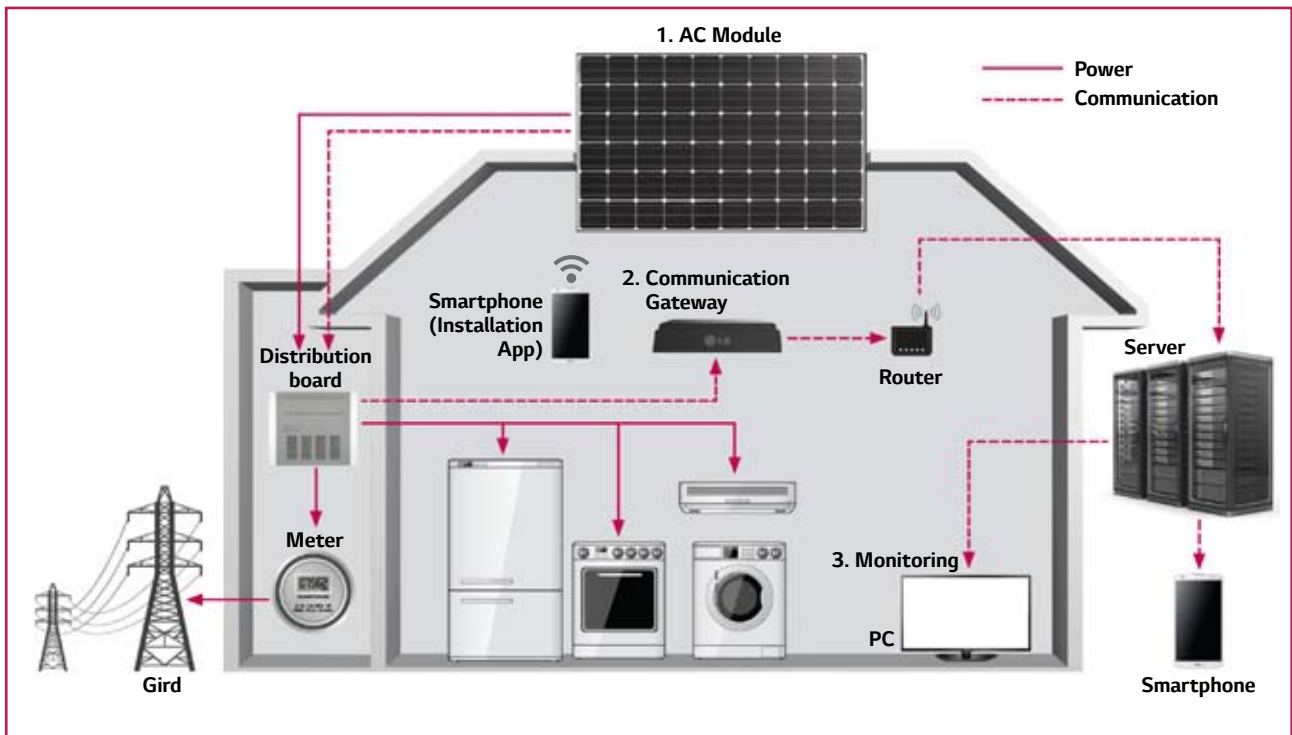 1. AC Module
Power
Communication
2. Communication
Gateway
Smartphone
(Installation
App)
LG
Router
Server
Distribution
board
Meter
3. Monitoring
PC
Gird
Smartphone